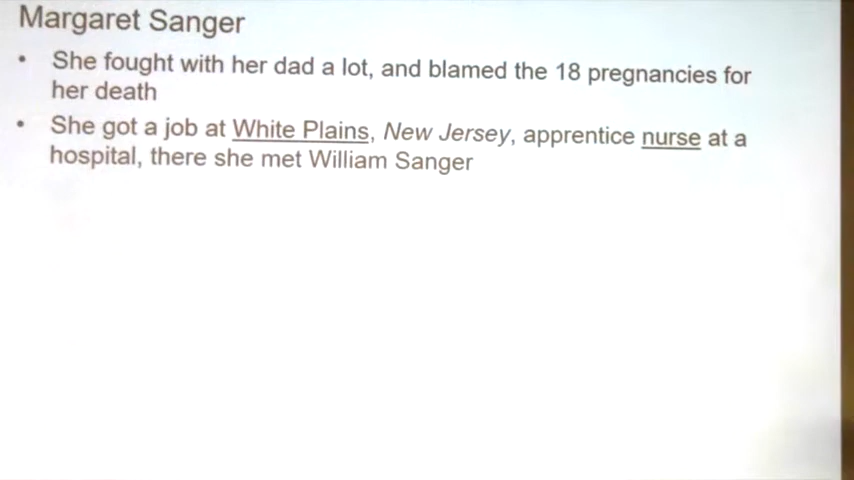 Margaret Sanger
• She fought with her dad a lot, and blamed the 18 pregnancies for
her death
• She got a job at White Plains, New Jersey, apprentice nurse at a
hospital, there she met William Sanger